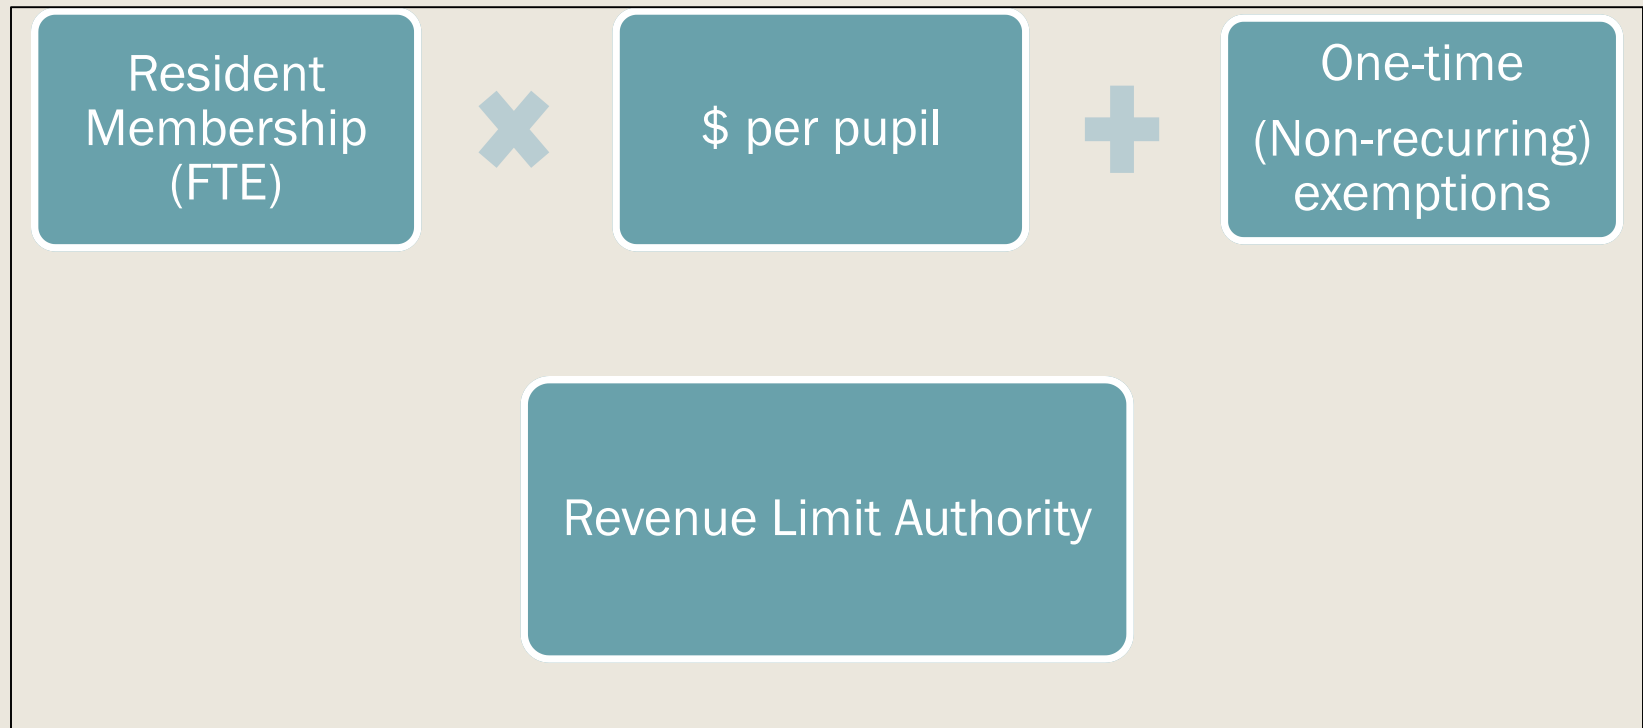 Resident
Membership
(FTE)
$ per pupil
One-time
(Non-recurring)
exemptions
Revenue Limit Authority